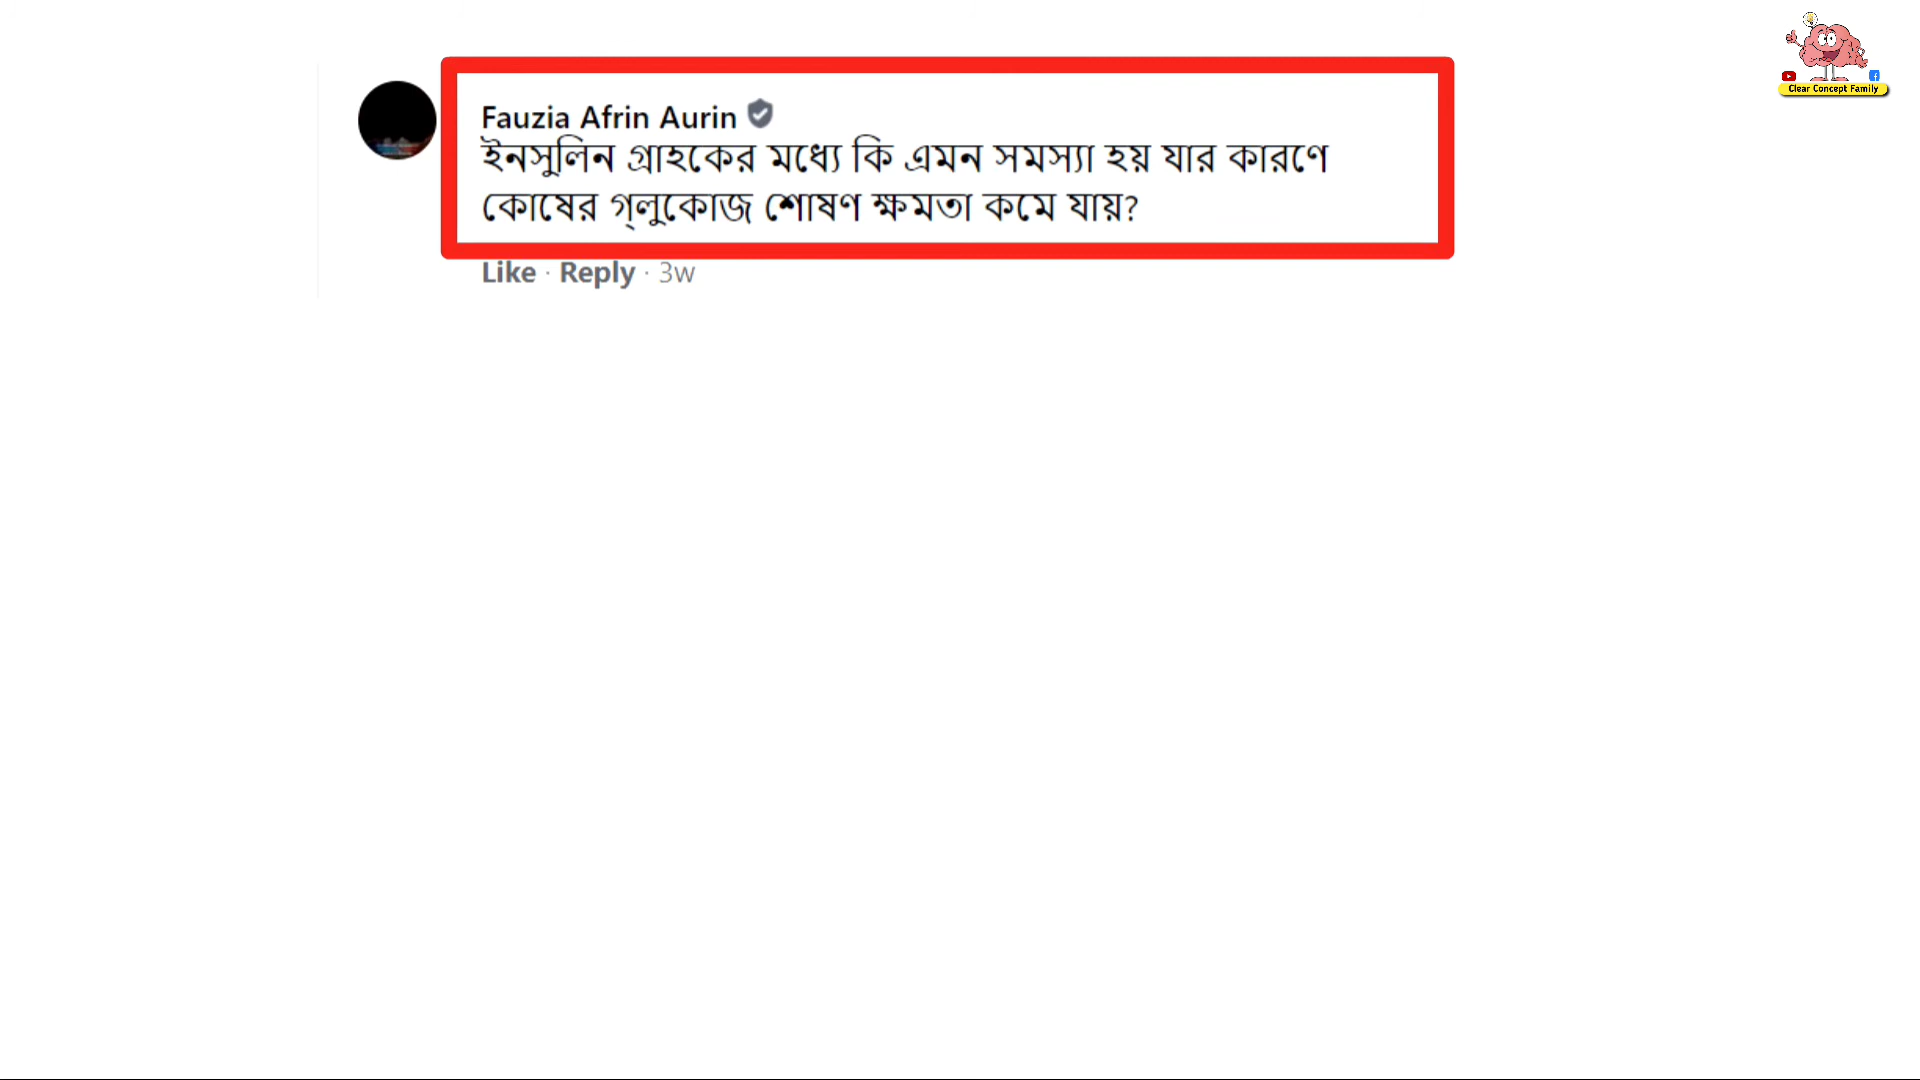 Clear Concept Family
Fauzia Afrin Aurin
ইনসুলিন গ্রাহকের মধ্যে কি এমন সমস্যা হয় যার কারণে
কোষের গ্লুকোজ শোষণ ক্ষমতা কমে যায়?
Like · Reply · 3w